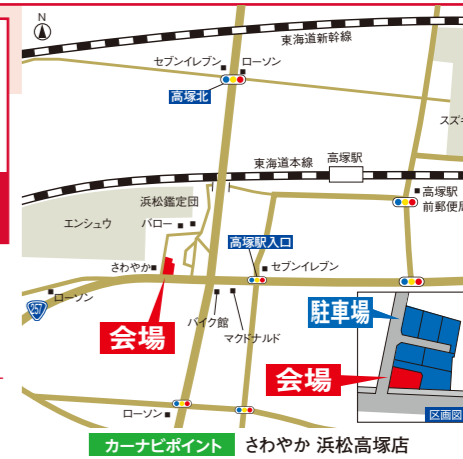 N
東海道新幹線
セブンイレブン
ローソン
高塚北
スズキ
東海道本線
高塚駅
浜松鑑定団
高塚駅
前郵便局
エンシュウ
バロー
高塚駅入口
さわやか
セブンイレブン
257
ローソン
バイク館
マクドナルド
駐車場
会場
会場
ローソン
区画図
カーナビポイント さわやか 浜松高塚店